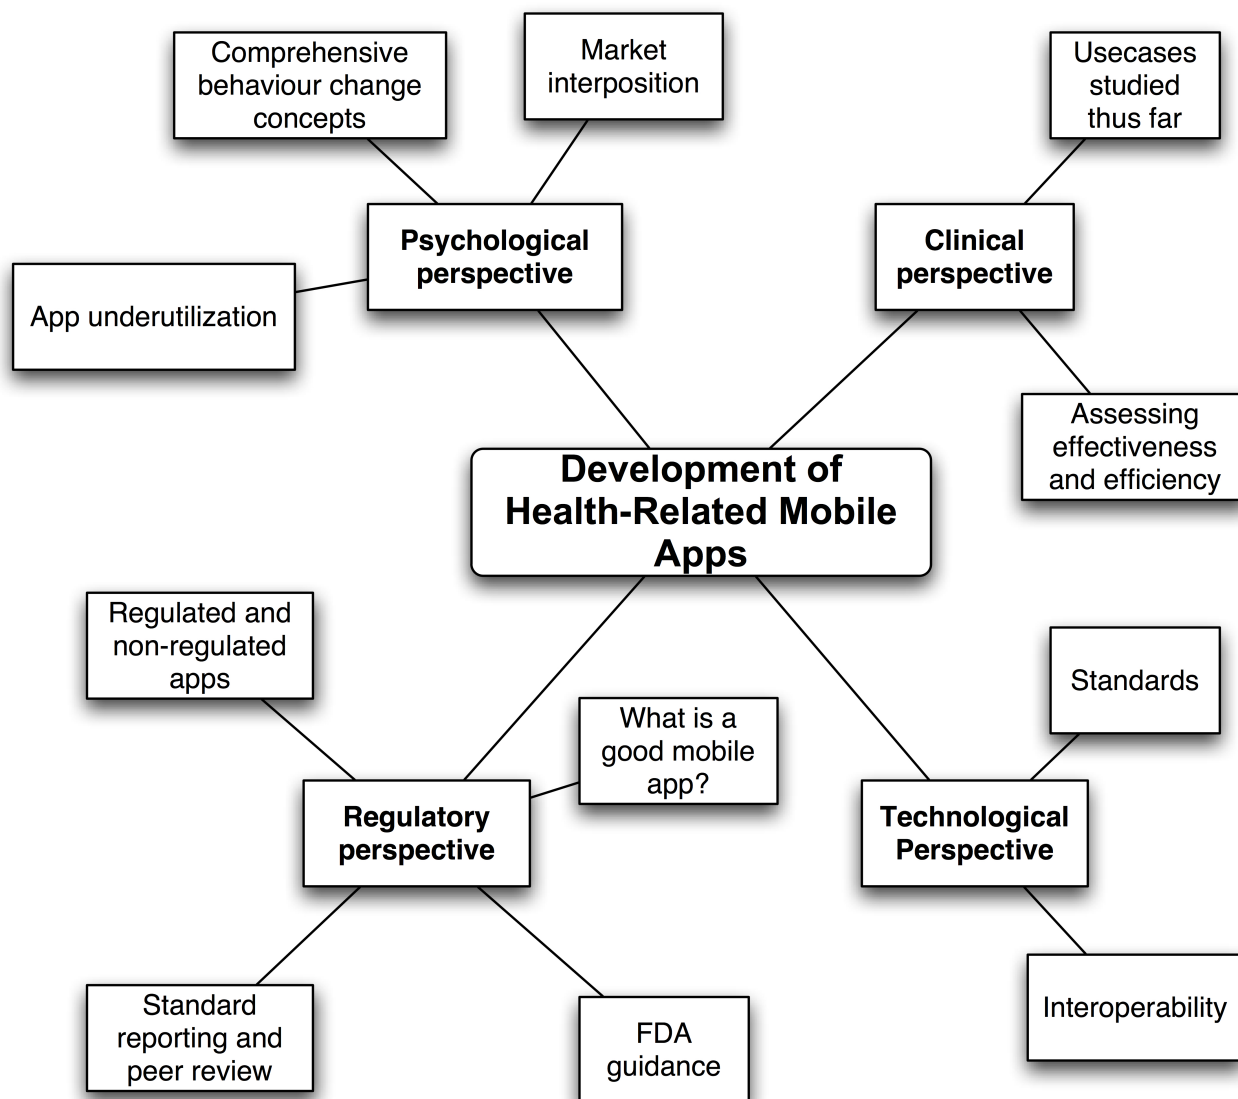 Comprehensive
behaviour change
concepts
Market
interposition
Usecases
studied
thus far
Psychological
perspective
Clinical
perspective
App underutilization
Assessing
effectiveness
and efficiency
Development of
Health-Related Mobile
Apps
Regulated and
non-regulated
apps
What is a
good mobile
app?
Standards
Regulatory
perspective
Technological
Perspective
Standard
reporting and
peer review
FDA
guidance
Interoperability